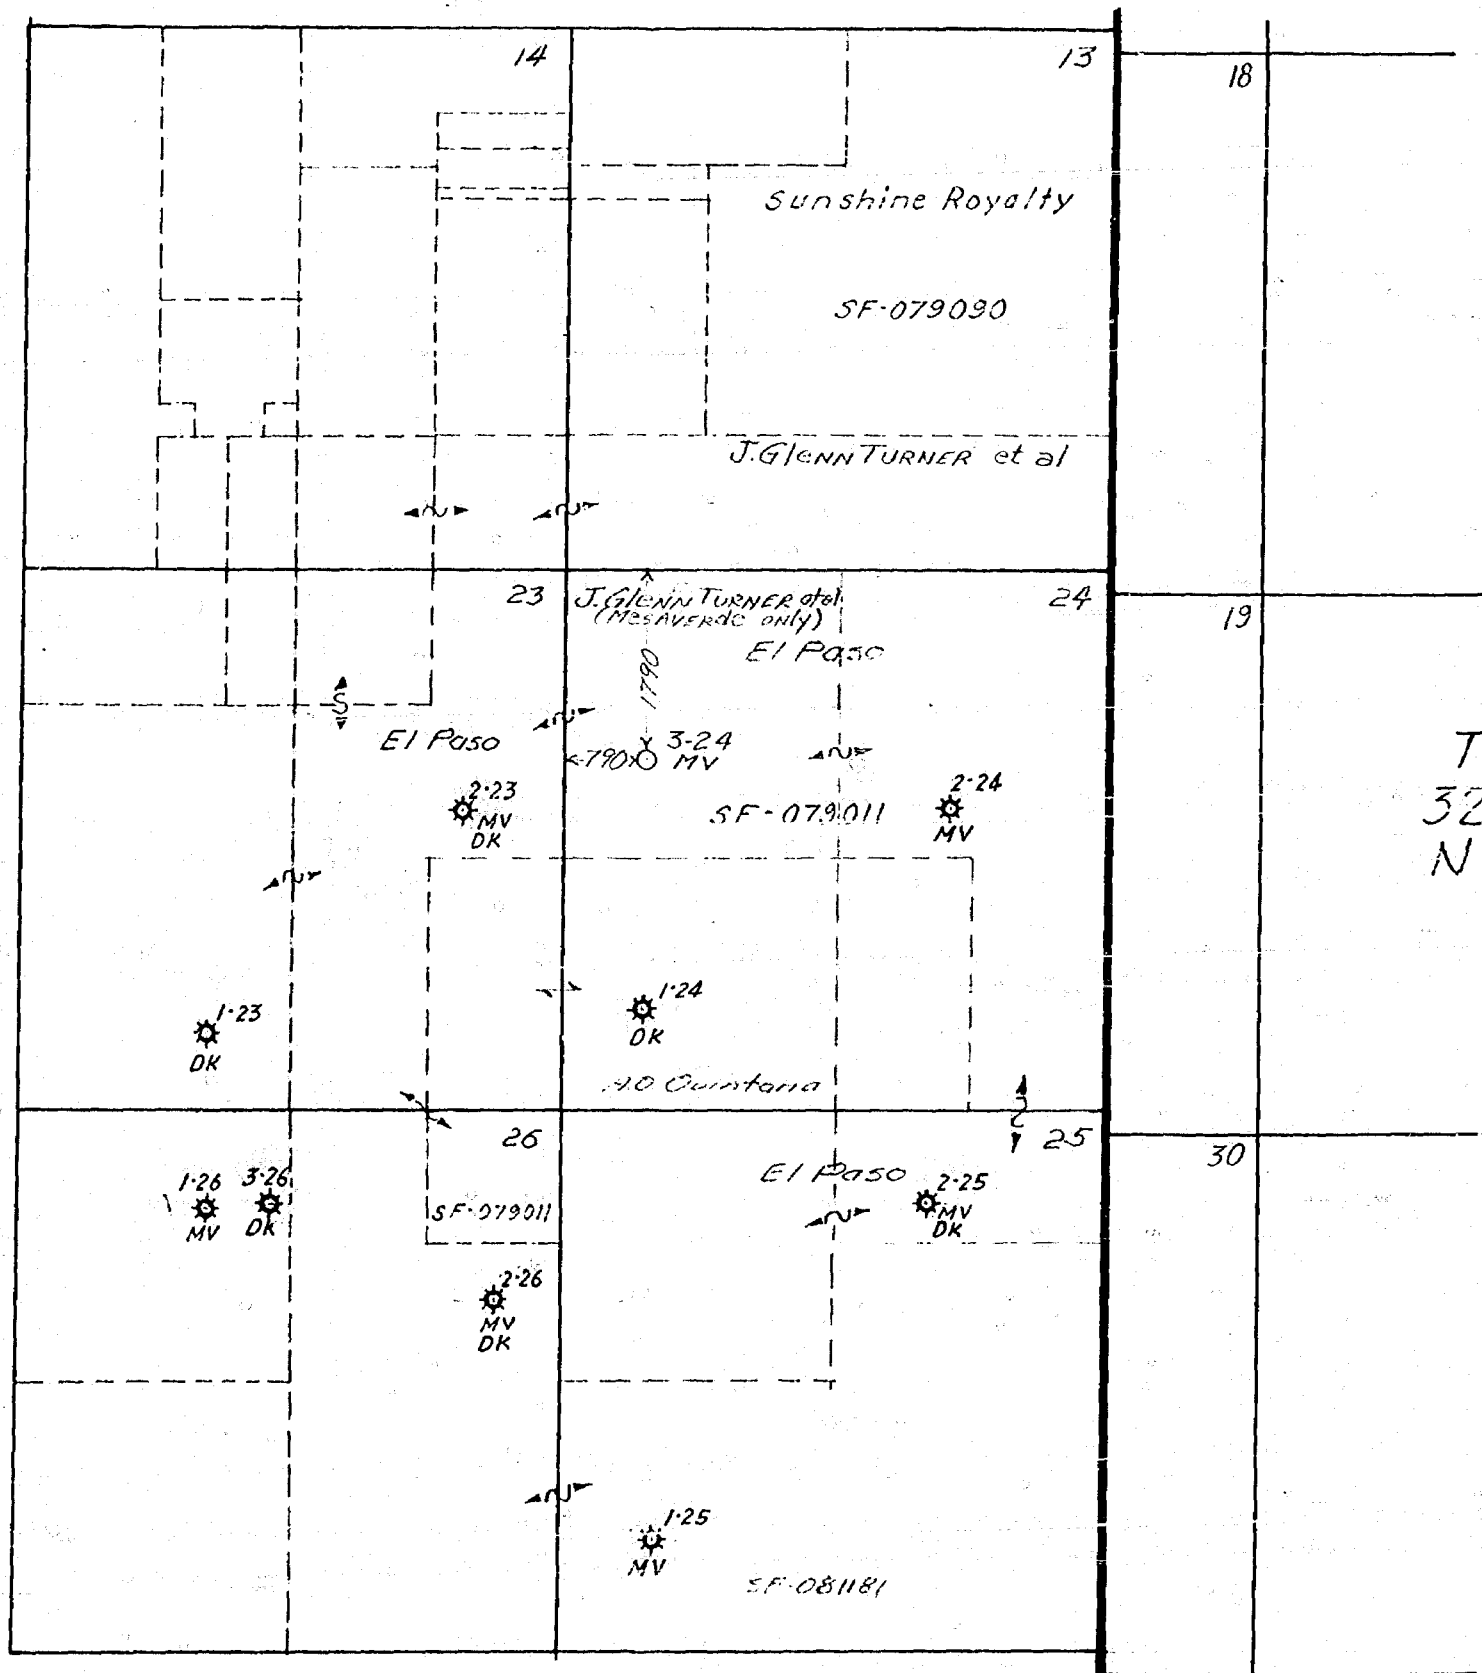 14
13
18
Sunshine Royalty
SF-079090
J. Glenn Turner et al
23
J. Glenn Turner et al
(Mesaverde only)
24
19
El Paso
1790
El Paso
3-24
790
MV
T
32
N
2-23
MV
DK
SF-079011
2-24
MV
1-23
DK
1-24
DK
Quintana
26
25
30
El Paso
1-26
MV
3-26
DK
SF-079011
2-25
MV
DK
2-26
MV
DK
1-25
MV
SF-081181